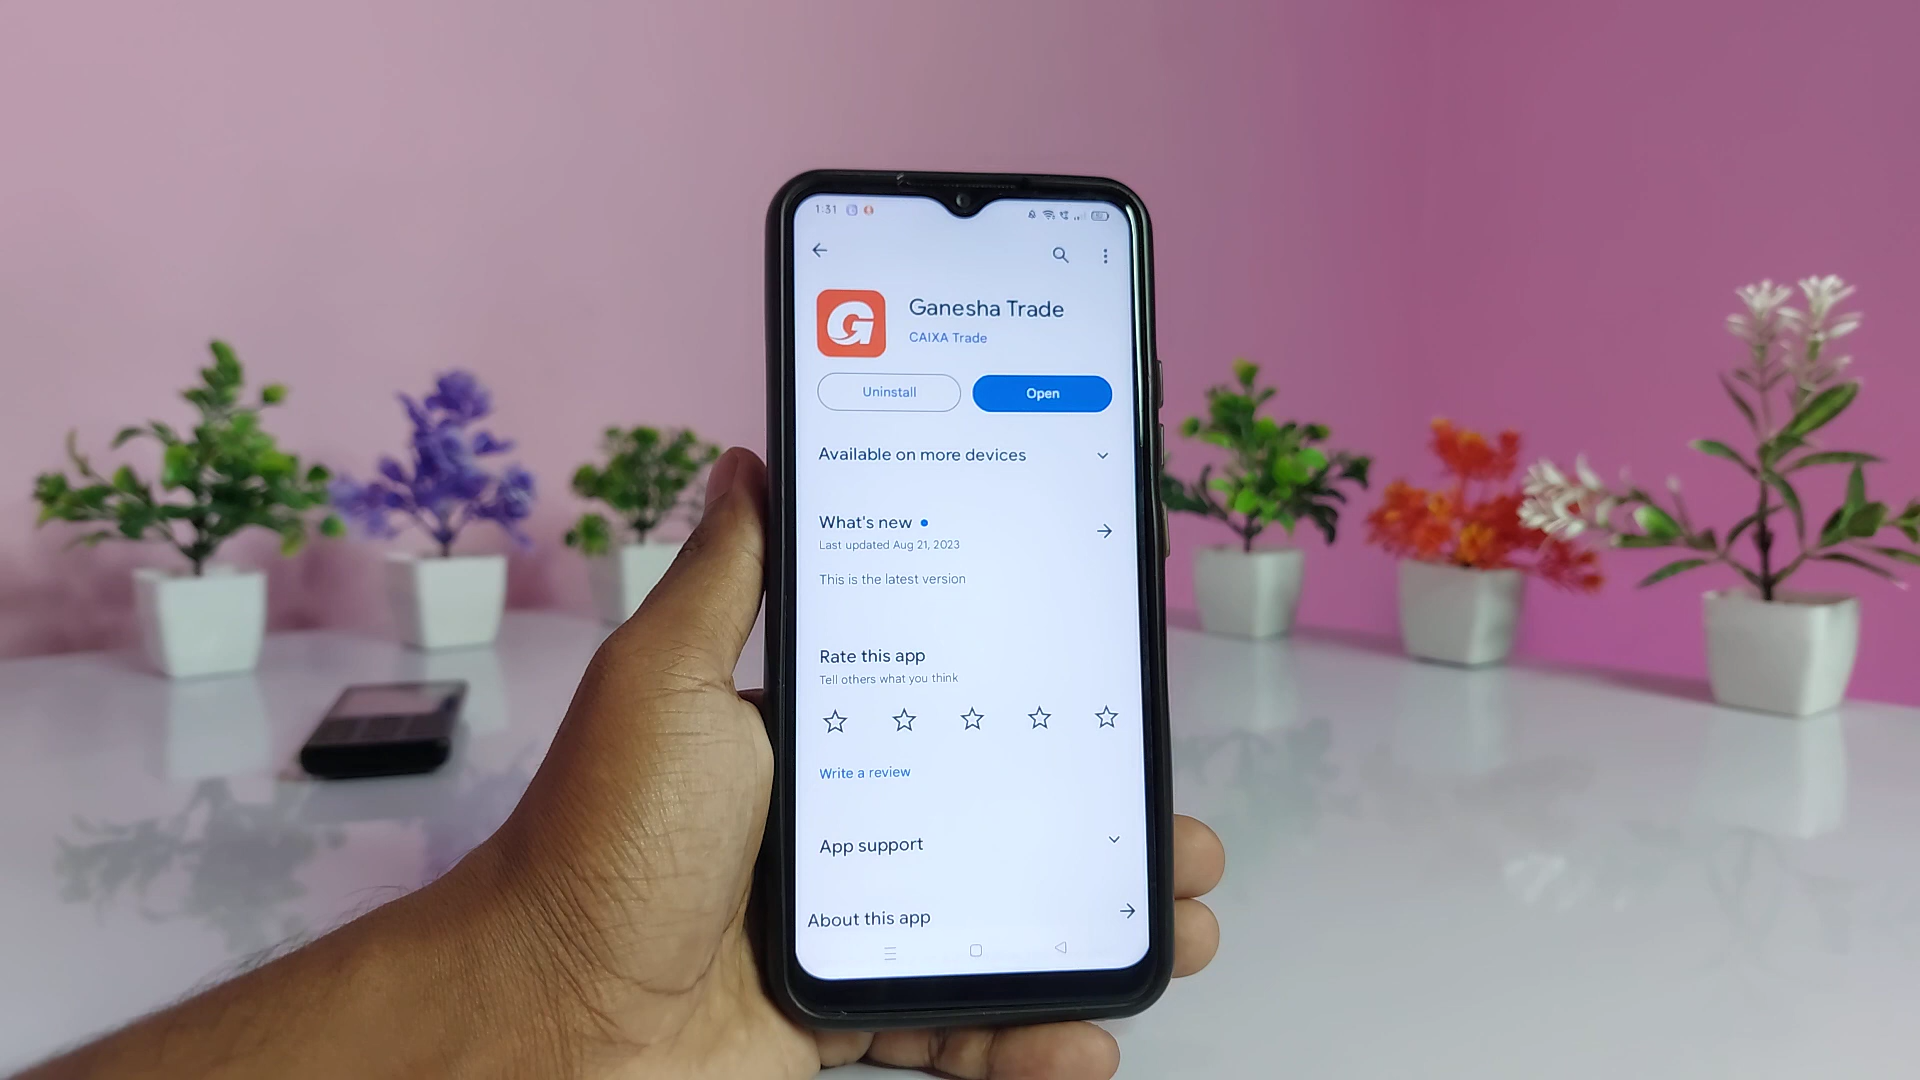 1:31
Ganesha Trade
CAIXA Trade
Uninstall
Open
Available on more devices
What's new
Last updated Aug 21, 2023
This is the latest version
Rate this app
Tell others what you think
Write a review
App support
About this app